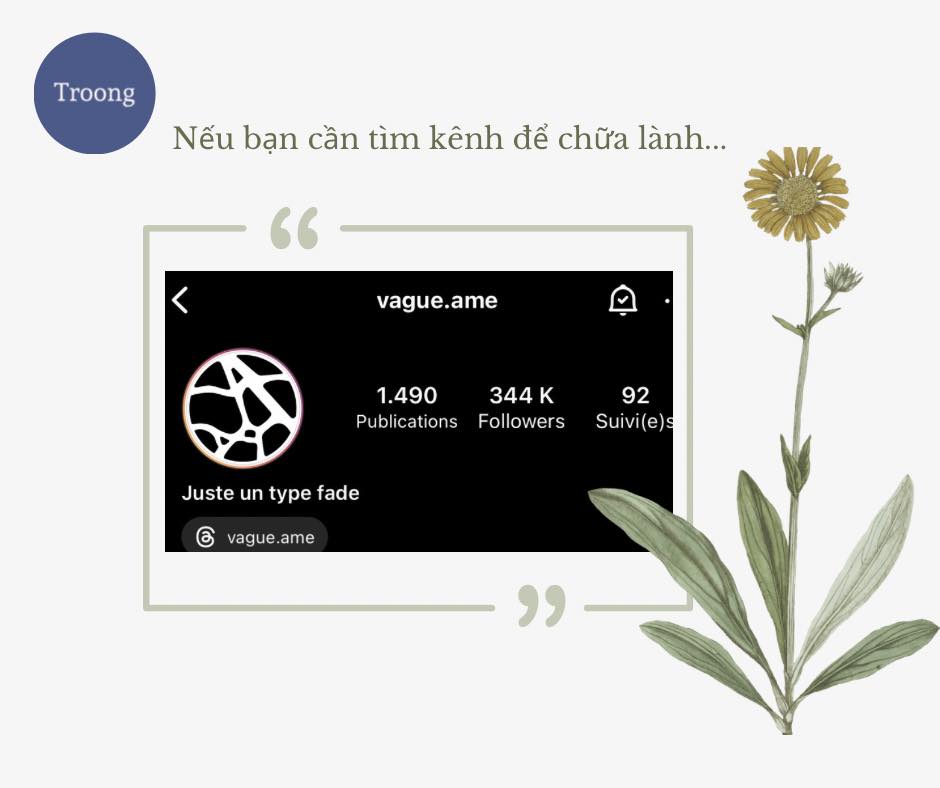 Troong
Nếu bạn cần tìm kênh để chữa lành...
vague.ame
1.490 344 K 92
Publications Followers Suivi(e)s
Juste un type fade
vague.ame